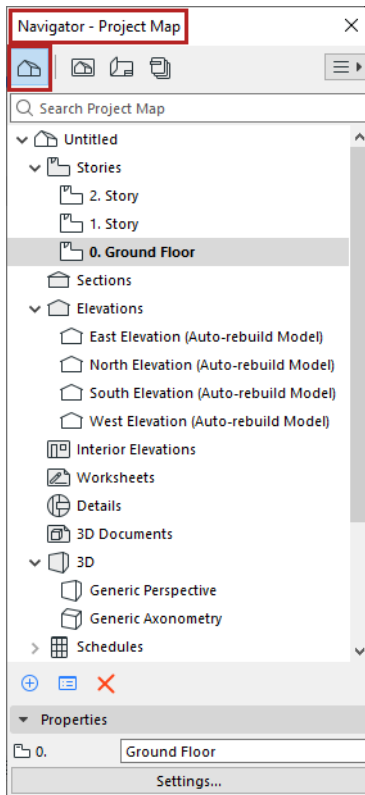 Navigator - Project Map
Search Project Map
Untitled
Stories
2. Story
1. Story
0. Ground Floor
Sections
Elevations
East Elevation (Auto-rebuild Model)
North Elevation (Auto-rebuild Model)
South Elevation (Auto-rebuild Model)
West Elevation (Auto-rebuild Model)
Interior Elevations
Worksheets
Details
3D Documents
3D
Generic Perspective
Generic Axonometry
Schedules
Properties
0. Ground Floor
Settings...